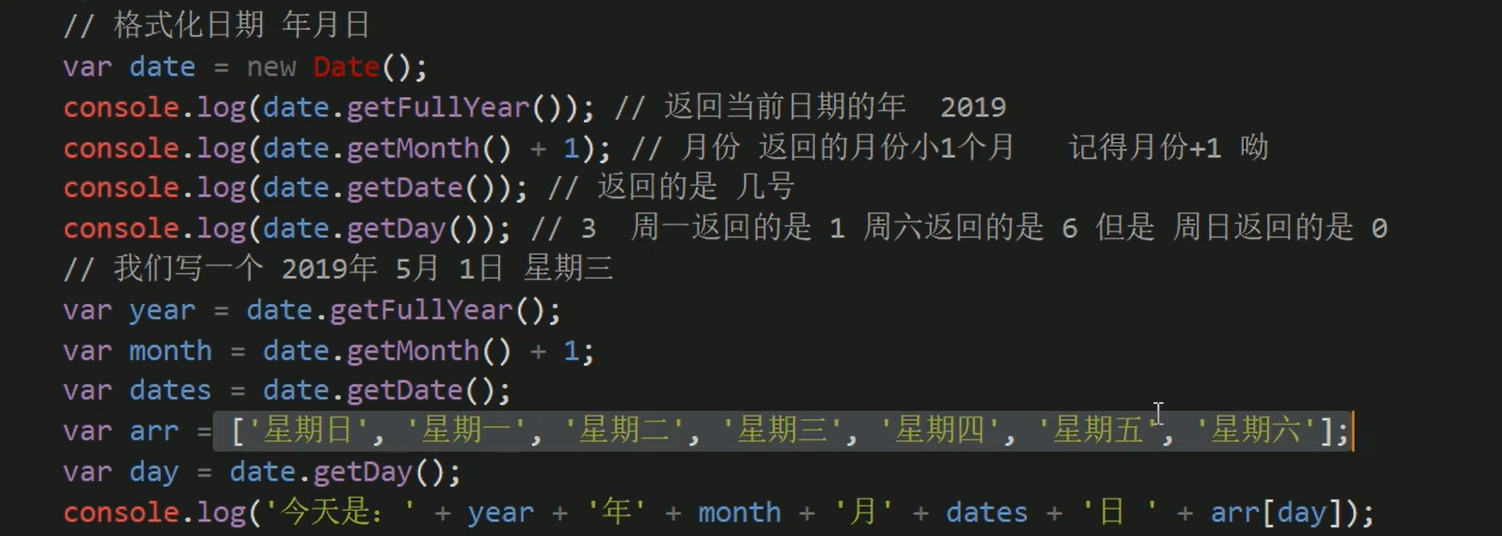 // 格式化日期 年月日
var date = new Date();
console.log(date.getFullYear()); // 返回当前日期的年  2019
console.log(date.getMonth() + 1); // 月份 返回的月份小1个月   记得月份+1 呦
console.log(date.getDate()); // 返回的是 几号
console.log(date.getDay()); // 3  周一返回的是 1 周六返回的是 6 但是 周日返回的是 0
// 我们写一个 2019年 5月 1日 星期三
var year = date.getFullYear();
var month = date.getMonth() + 1;
var dates = date.getDate();
var arr = ['星期日', '星期一', '星期二', '星期三', '星期四', '星期五', '星期六'];
var day = date.getDay();
console.log('今天是：' + year + '年' + month + '月' + dates + '日 ' + arr[day]);